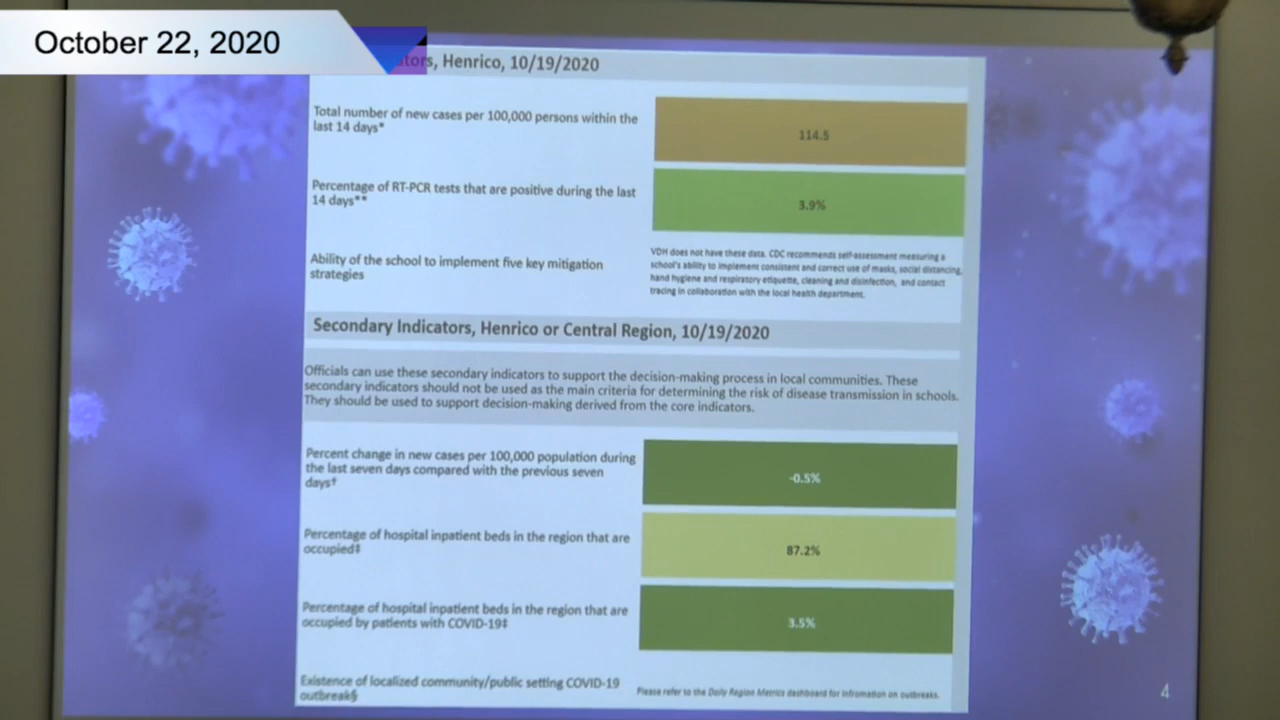 October 22, 2020
tors, Henrico, 10/19/2020
Total number of new cases per 100,000 persons within the
last 14 days*
114.5
Percentage of RT-PCR tests that are positive during the last
14 days**
3.9%
Ability of the school to implement five key mitigation
strategies
VDH does not have these data. CDC recommends self-assessment measuring a
school's ability to implement consistent and correct use of masks, social distancing,
hand hygiene and respiratory etiquette, cleaning and disinfection, and contact
tracing in collaboration with the local health department.
Secondary Indicators, Henrico or Central Region, 10/19/2020
Officials can use these secondary indicators to support the decision-making process in local communities. These
secondary indicators should not be used as the main criteria for determining the risk of disease transmission in schools.
They should be used to support decision-making derived from the core indicators.
Percent change in new cases per 100,000 population during
the last seven days compared with the previous seven
days†
-0.5%
Percentage of hospital inpatient beds in the region that are
occupied‡
87.2%
Percentage of hospital inpatient beds in the region that are
occupied by patients with COVID-19‡
3.5%
Existence of localized community/public setting COVID-19
outbreak§
Please refer to the Daily Region Metrics dashboard for infromation on outbreaks.
4